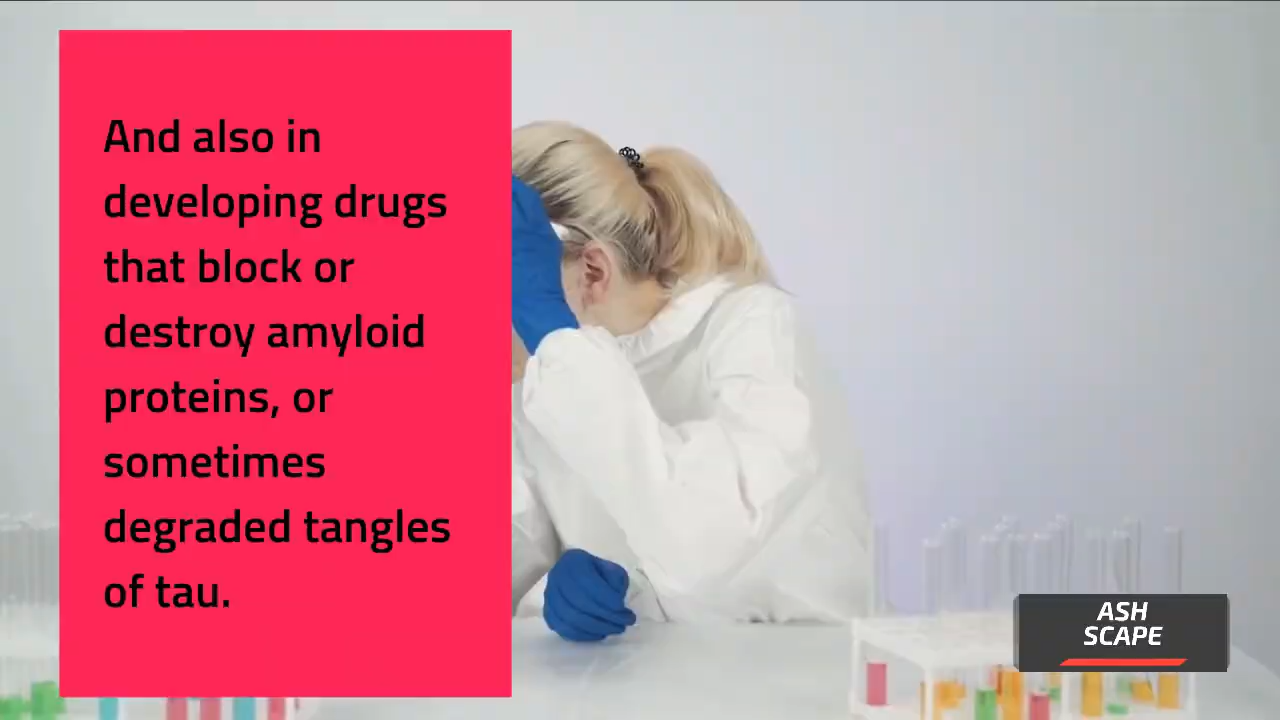 And also in
developing drugs
that block or
destroy amyloid
proteins, or
sometimes
degraded tangles
of tau.
ASH
SCAPE